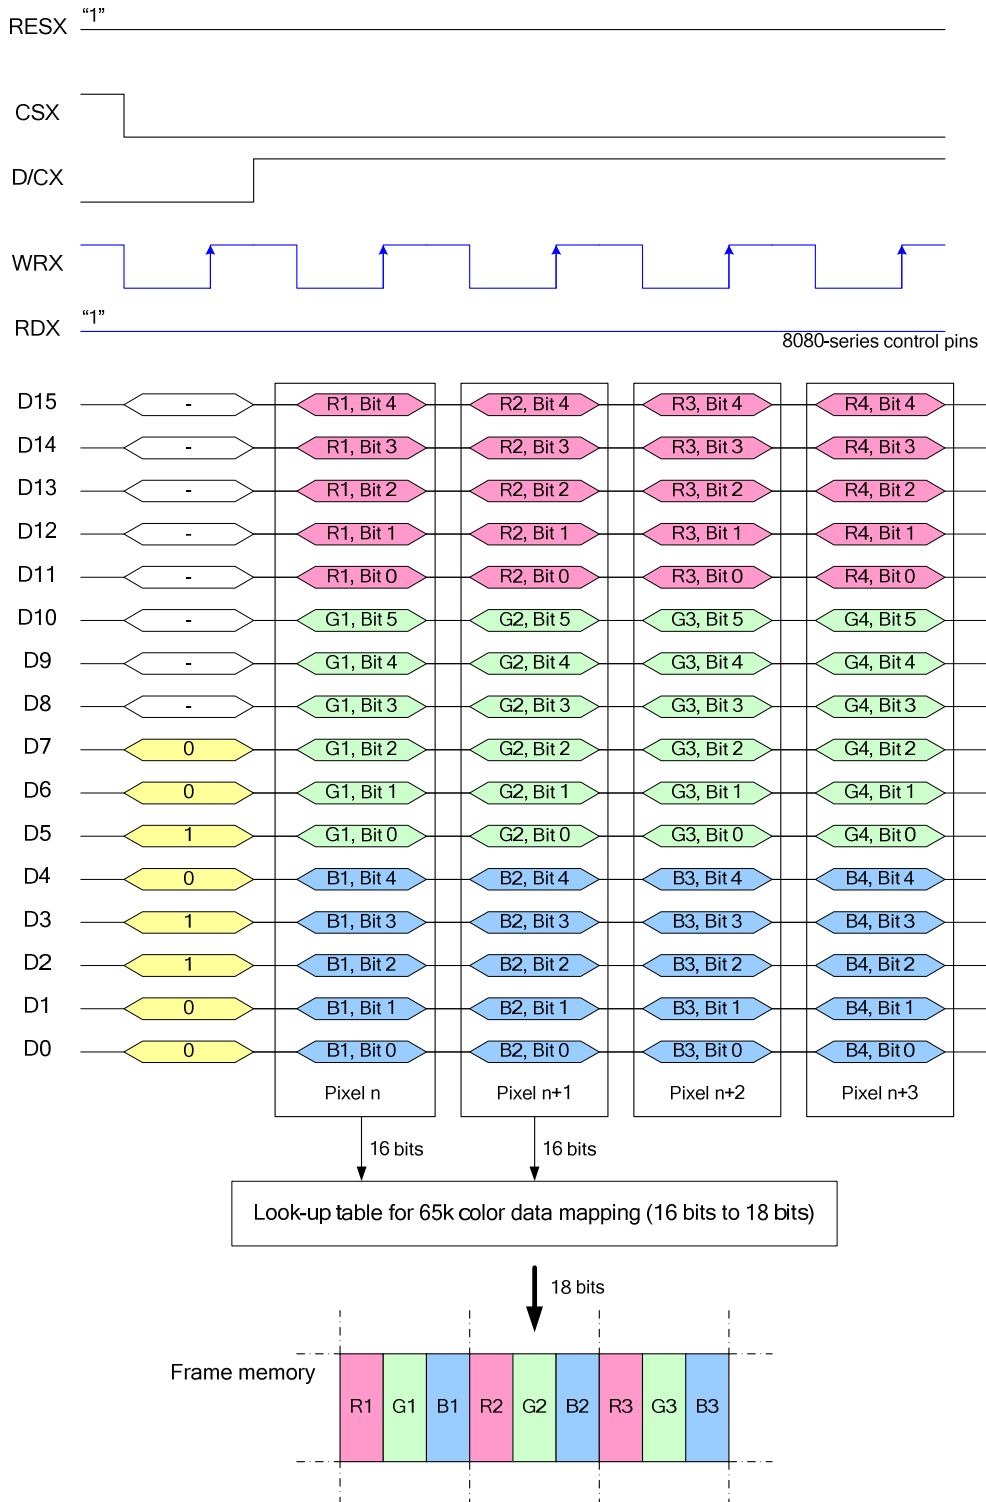 RESX “1”
CSX
D/CX
WRX
RDX “1”
8080-series control pins
D15 - R1, Bit 4 R2, Bit 4 R3, Bit 4 R4, Bit 4
D14 - R1, Bit 3 R2, Bit 3 R3, Bit 3 R4, Bit 3
D13 - R1, Bit 2 R2, Bit 2 R3, Bit 2 R4, Bit 2
D12 - R1, Bit 1 R2, Bit 1 R3, Bit 1 R4, Bit 1
D11 - R1, Bit 0 R2, Bit 0 R3, Bit 0 R4, Bit 0
D10 - G1, Bit 5 G2, Bit 5 G3, Bit 5 G4, Bit 5
D9 - G1, Bit 4 G2, Bit 4 G3, Bit 4 G4, Bit 4
D8 - G1, Bit 3 G2, Bit 3 G3, Bit 3 G4, Bit 3
D7 0 G1, Bit 2 G2, Bit 2 G3, Bit 2 G4, Bit 2
D6 0 G1, Bit 1 G2, Bit 1 G3, Bit 1 G4, Bit 1
D5 1 G1, Bit 0 G2, Bit 0 G3, Bit 0 G4, Bit 0
D4 0 B1, Bit 4 B2, Bit 4 B3, Bit 4 B4, Bit 4
D3 1 B1, Bit 3 B2, Bit 3 B3, Bit 3 B4, Bit 3
D2 1 B1, Bit 2 B2, Bit 2 B3, Bit 2 B4, Bit 2
D1 0 B1, Bit 1 B2, Bit 1 B3, Bit 1 B4, Bit 1
D0 0 B1, Bit 0 B2, Bit 0 B3, Bit 0 B4, Bit 0
Pixel n Pixel n+1 Pixel n+2 Pixel n+3
16 bits 16 bits
Look-up table for 65k color data mapping (16 bits to 18 bits)
18 bits
Frame memory
R1 G1 B1 R2 G2 B2 R3 G3 B3